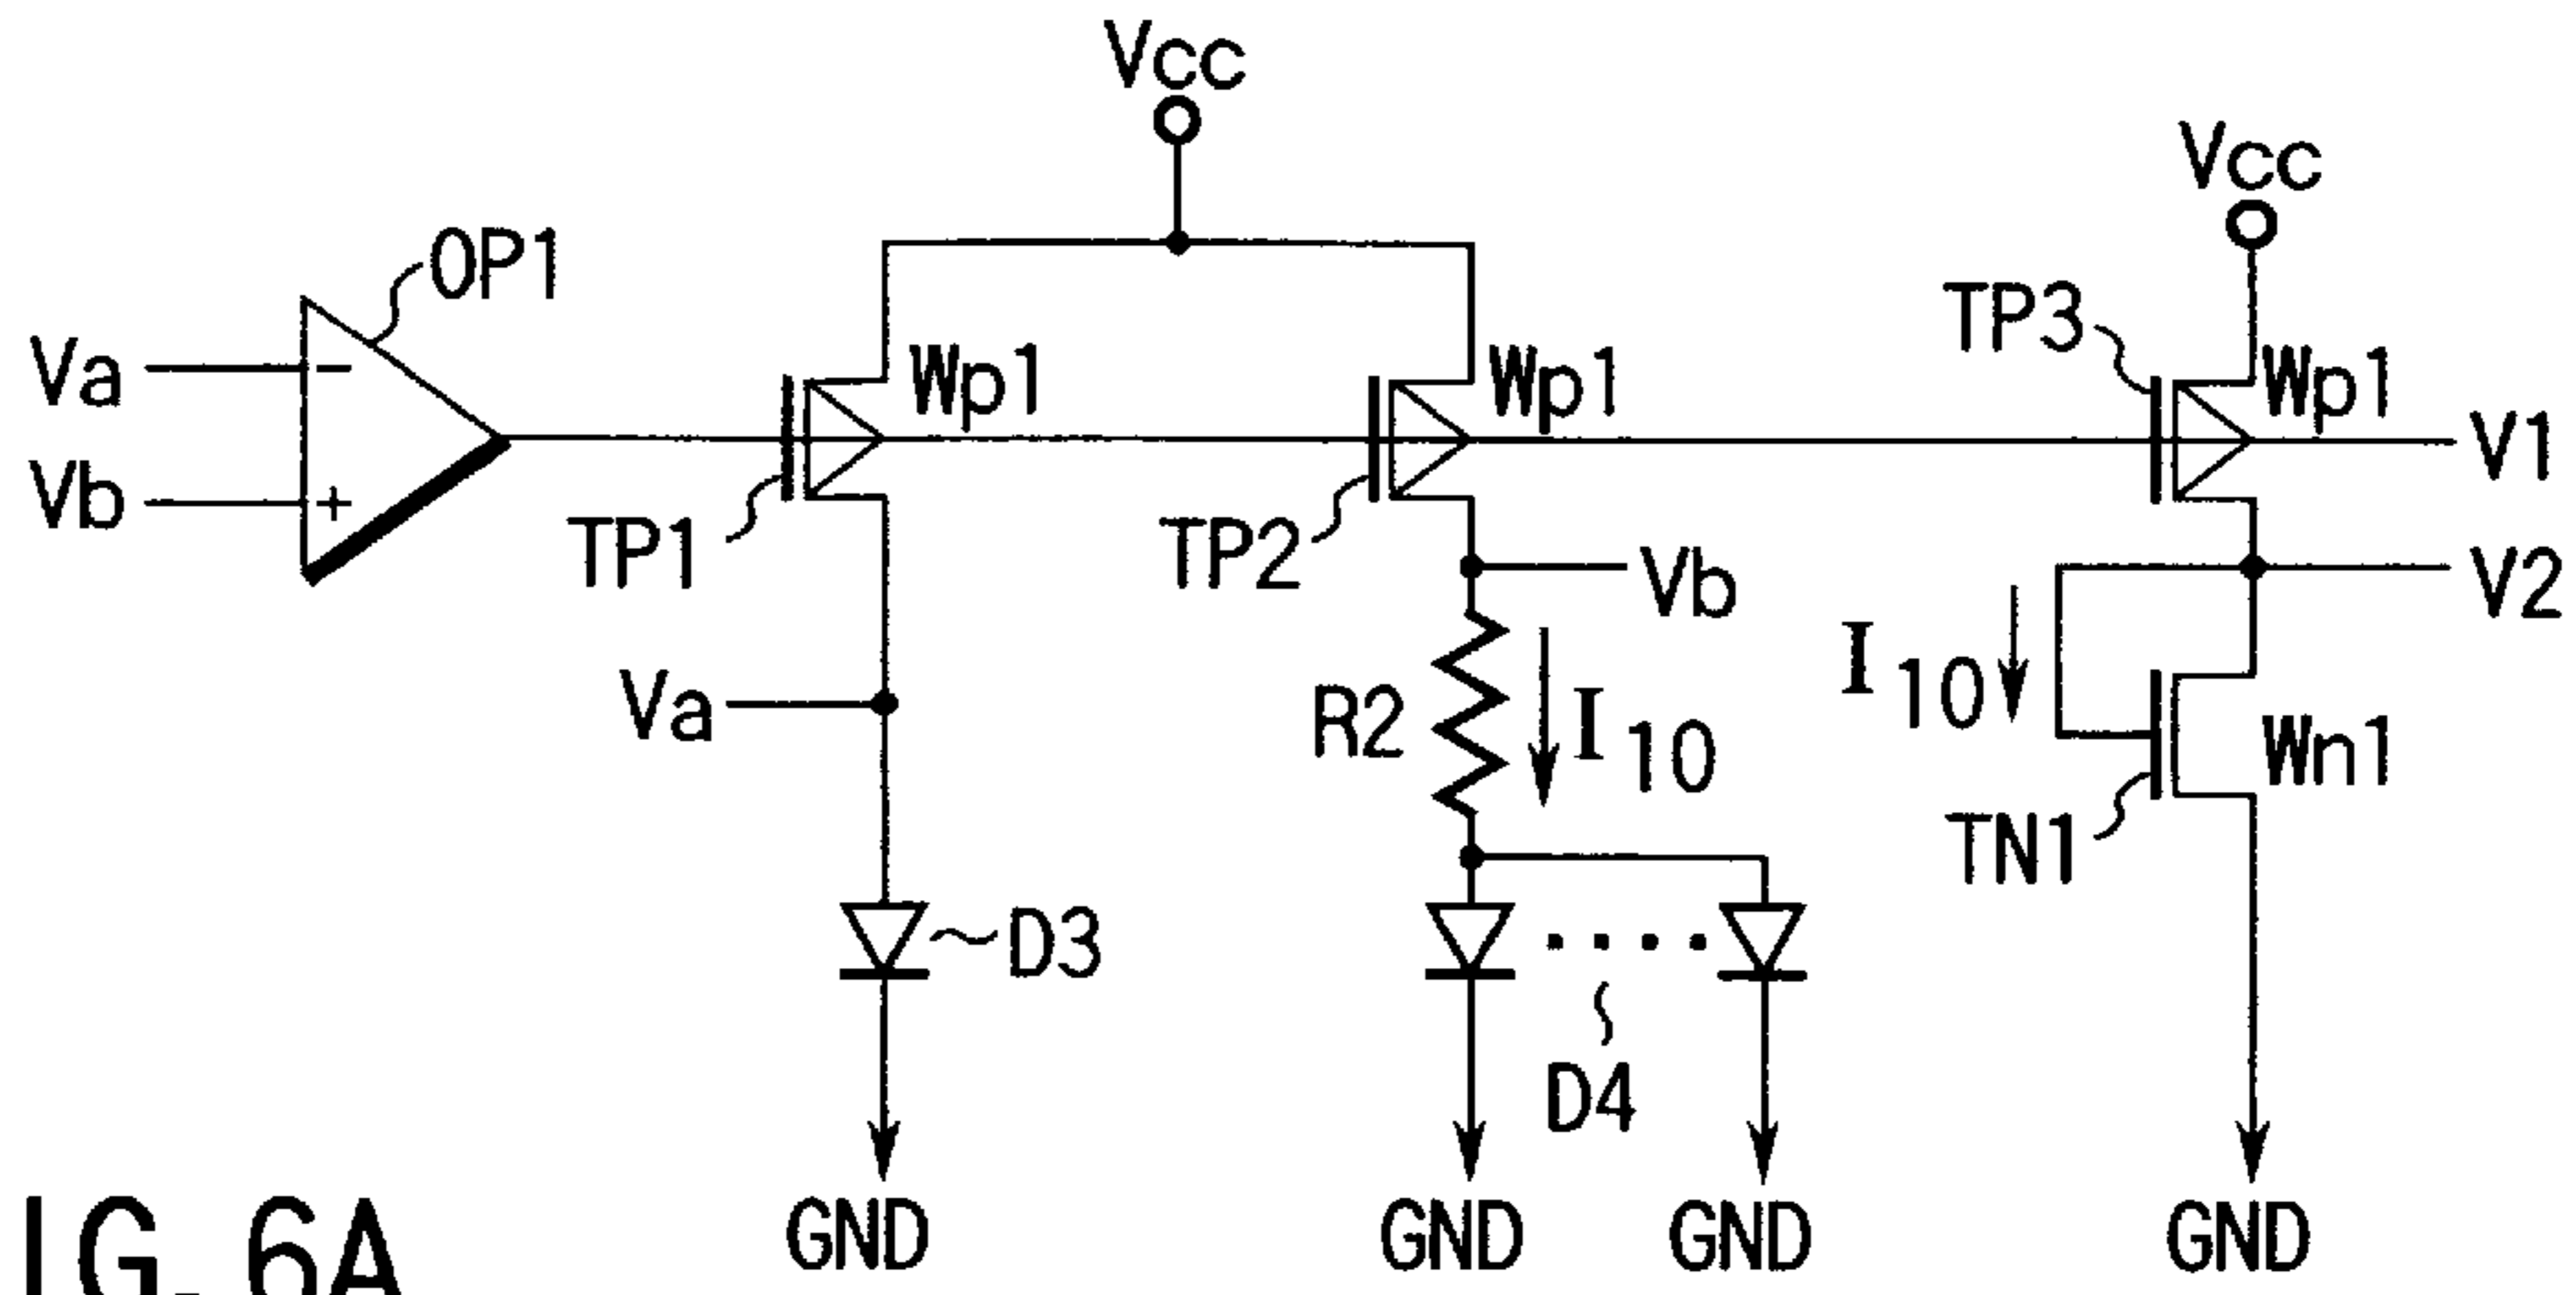 Vcc
Vcc
OP1
TP3
Va
−
Wp1
Wp1
Wp1
V1
Vb
+
TP1
TP2
Vb
V2
I10
Va
R2
I10
Wn1
TN1
D3
D4
GND
GND
GND
GND
IG. 6A